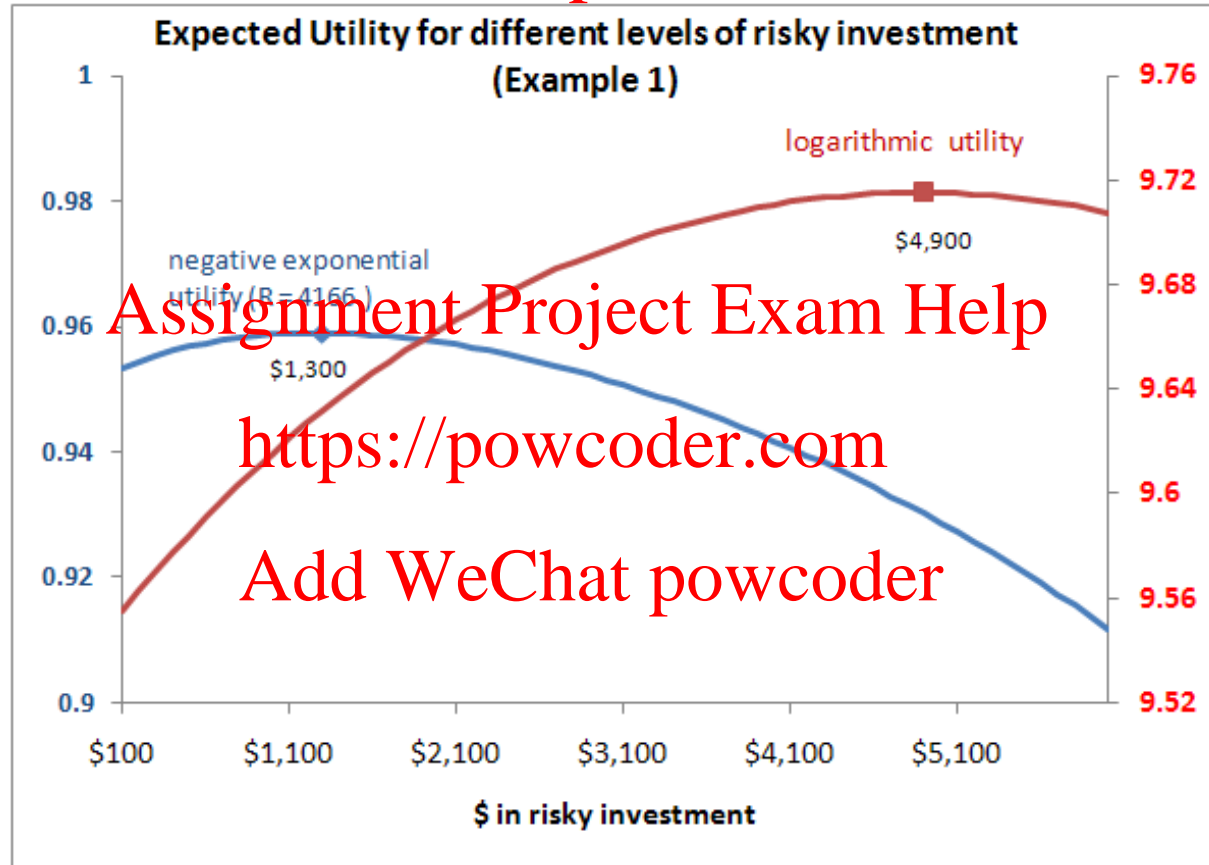 Expected Utility for different levels of risky investment
(Example 1)
1
0.98
0.96
0.94
0.92
0.9
9.76
9.72
9.68
9.64
9.6
9.56
9.52
logarithmic utility
$4,900
negative exponential
utility (R=4166 )
$1,300
Assignment Project Exam Help
https://powcoder.com
Add WeChat powcoder
$100 $1,100 $2,100 $3,100 $4,100 $5,100
$ in risky investment